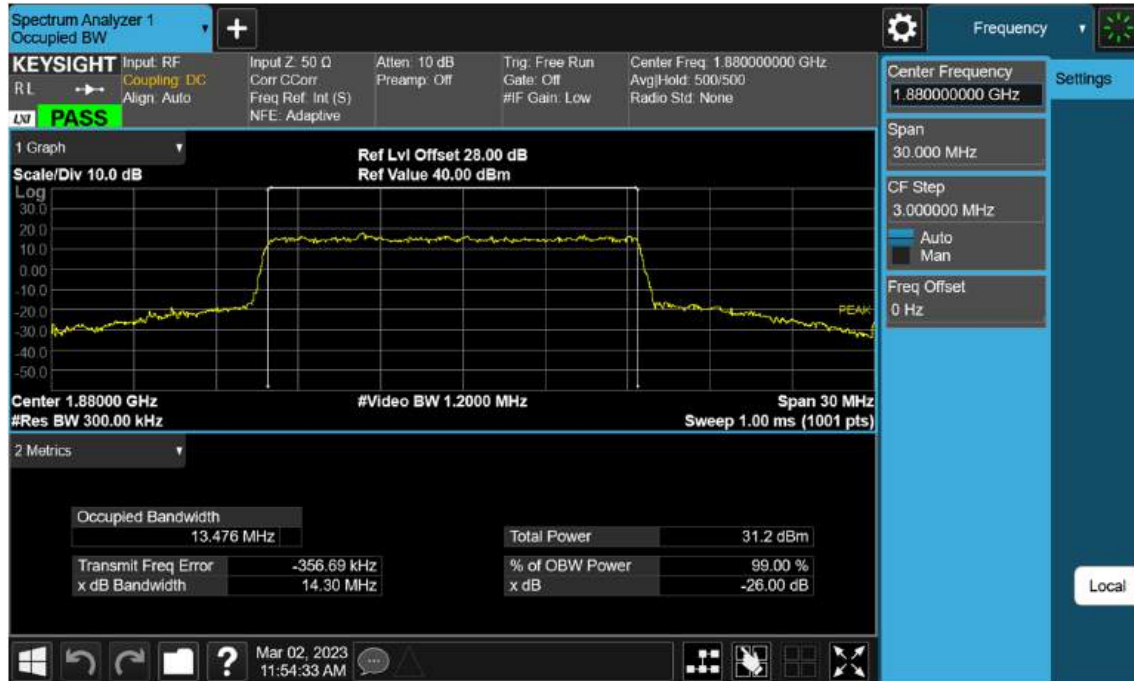 Spectrum Analyzer 1
Occupied BW
Frequency
KEYSIGHT
R L
LXI
PASS
Input: RF
Coupling: DC
Align: Auto
Input Z: 50 Ω
Corr CCorr
Freq Ref: Int (S)
NFE: Adaptive
Atten: 10 dB
Preamp: Off
Trig: Free Run
Gate: Off
#IF Gain: Low
Center Freq: 1.880000000 GHz
Avg|Hold: 500/500
Radio Std: None
Center Frequency
1.880000000 GHz
Settings
Span
30.000 MHz
CF Step
3.000000 MHz
Auto
Man
Freq Offset
0 Hz
Local
1 Graph
Scale/Div 10.0 dB
Ref Lvl Offset 28.00 dB
Ref Value 40.00 dBm
Log
30.0
20.0
10.0
0.00
-10.0
-20.0
-30.0
-40.0
-50.0
PEAK
Center 1.88000 GHz
#Video BW 1.2000 MHz
Span 30 MHz
#Res BW 300.00 kHz
Sweep 1.00 ms (1001 pts)
2 Metrics
Occupied Bandwidth
13.476 MHz
Total Power 31.2 dBm
Transmit Freq Error -356.69 kHz
% of OBW Power 99.00 %
x dB Bandwidth 14.30 MHz
x dB -26.00 dB
?
Mar 02, 2023
11:54:33 AM